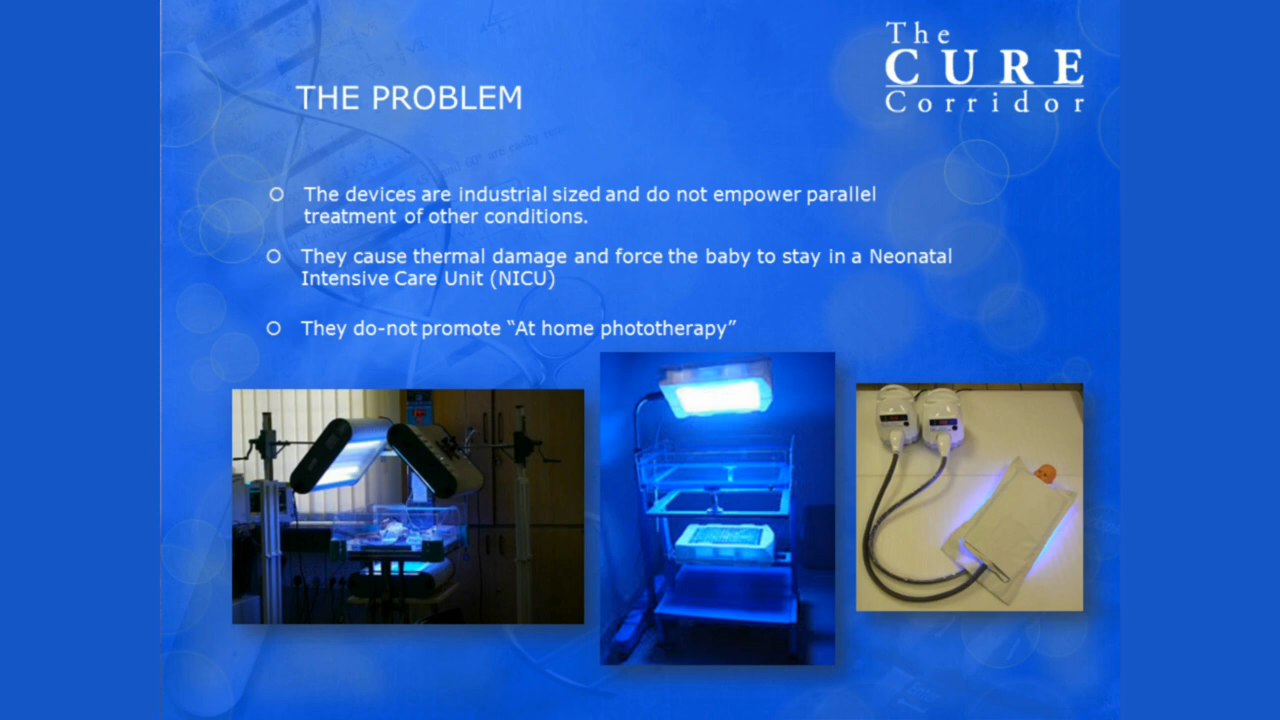 The
CURE
Corridor
THE PROBLEM
The devices are industrial sized and do not empower parallel
treatment of other conditions.
They cause thermal damage and force the baby to stay in a Neonatal
Intensive Care Unit (NICU)
They do-not promote “At home phototherapy”